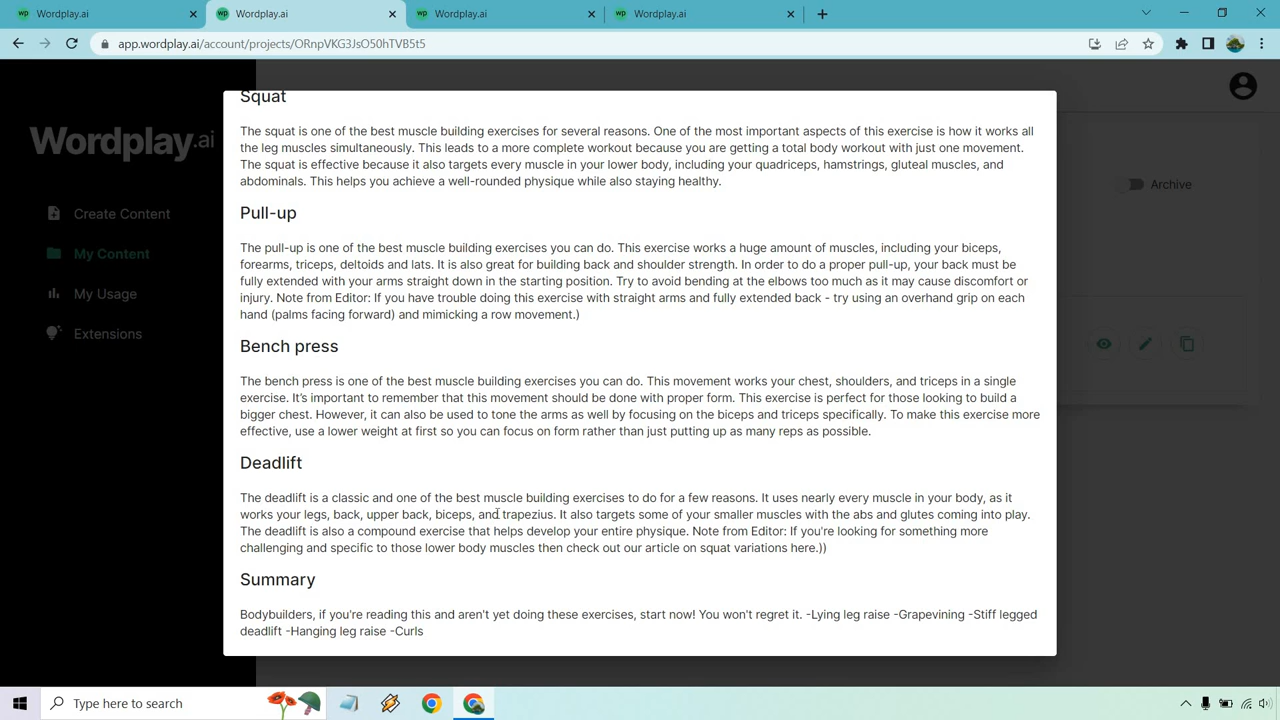 Wordplay.ai
Wordplay.ai
Wordplay.ai
Wordplay.ai
app.wordplay.ai/account/projects/ORnpVKG3JsO50hTVB5t5
Wordplay.ai
Create Content
My Content
My Usage
Extensions
Archive
Squat
The squat is one of the best muscle building exercises for several reasons. One of the most important aspects of this exercise is how it works all
the leg muscles simultaneously. This leads to a more complete workout because you are getting a total body workout with just one movement.
The squat is effective because it also targets every muscle in your lower body, including your quadriceps, hamstrings, gluteal muscles, and
abdominals. This helps you achieve a well-rounded physique while also staying healthy.
Pull-up
The pull-up is one of the best muscle building exercises you can do. This exercise works a huge amount of muscles, including your biceps,
forearms, triceps, deltoids and lats. It is also great for building back and shoulder strength. In order to do a proper pull-up, your back must be
fully extended with your arms straight down in the starting position. Try to avoid bending at the elbows too much as it may cause discomfort or
injury. Note from Editor: If you have trouble doing this exercise with straight arms and fully extended back - try using an overhand grip on each
hand (palms facing forward) and mimicking a row movement.)
Bench press
The bench press is one of the best muscle building exercises you can do. This movement works your chest, shoulders, and triceps in a single
exercise. It's important to remember that this movement should be done with proper form. This exercise is perfect for those looking to build a
bigger chest. However, it can also be used to tone the arms as well by focusing on the biceps and triceps specifically. To make this exercise more
effective, use a lower weight at first so you can focus on form rather than just putting up as many reps as possible.
Deadlift
The deadlift is a classic and one of the best muscle building exercises to do for a few reasons. It uses nearly every muscle in your body, as it
works your legs, back, upper back, biceps, and trapezius. It also targets some of your smaller muscles with the abs and glutes coming into play.
The deadlift is also a compound exercise that helps develop your entire physique. Note from Editor: If you're looking for something more
challenging and specific to those lower body muscles then check out our article on squat variations here.))
Summary
Bodybuilders, if you're reading this and aren't yet doing these exercises, start now! You won't regret it. -Lying leg raise -Grapevining -Stiff legged
deadlift -Hanging leg raise -Curls
Type here to search